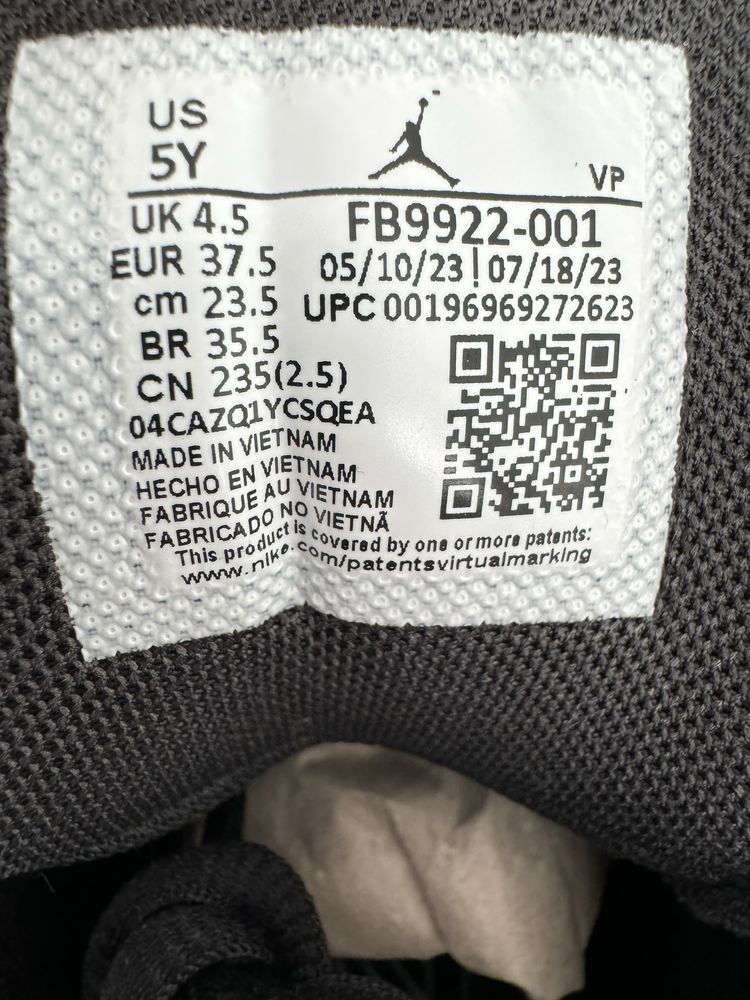 US
5Y
VP
UK 4.5
EUR 37.5
cm 23.5
BR 35.5
CN 235(2.5)
FB9922-001
05/10/23 | 07/18/23
UPC 00196969272623
04CAZQ1YCSQEA
MADE IN VIETNAM
HECHO EN VIETNAM
FABRIQUE AU VIETNAM
FABRICADO NO VIETNÃ
This product is covered by one or more patents:
www.nike.com/patentsvirtualmarking